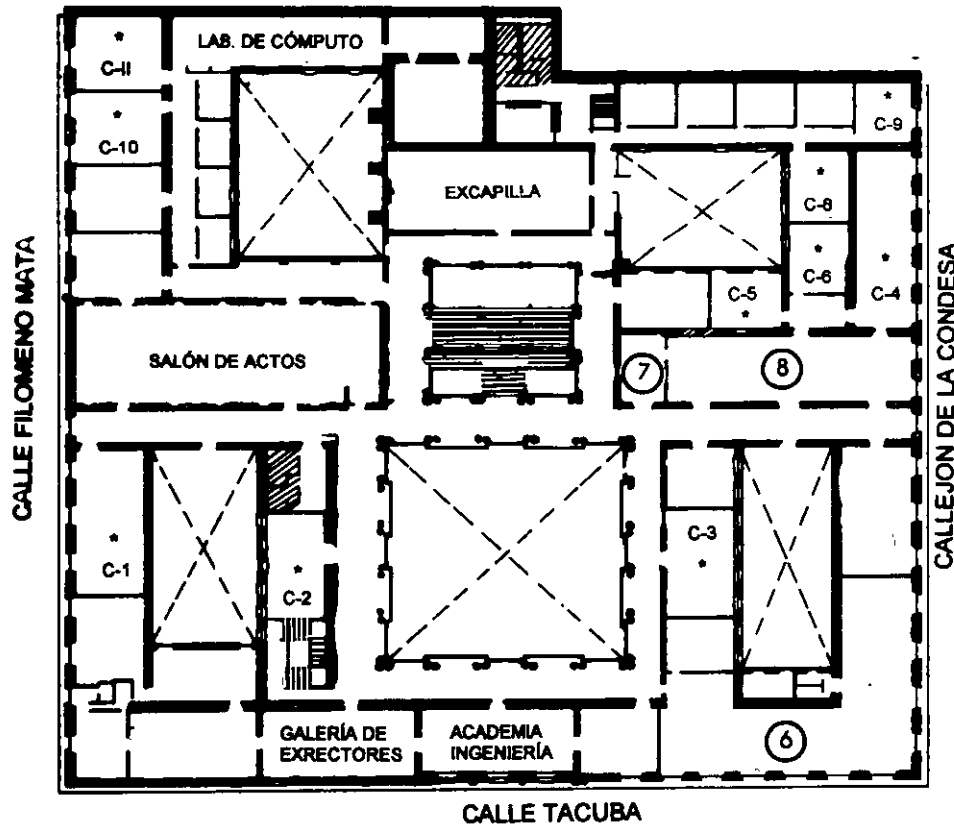 LAB. DE CÓMPUTO
*
C-II
*
C-10
*
C-9
EXCAPILLA
*
C-8
*
C-6
*
C-4
C-5
*
CALLE FILOMENO MATA
SALÓN DE ACTOS
7
8
CALLEJON DE LA CONDESA
*
C-1
*
C-2
C-3
*
GALERÍA DE
EXRECTORES
ACADEMIA
INGENIERÍA
6
CALLE TACUBA